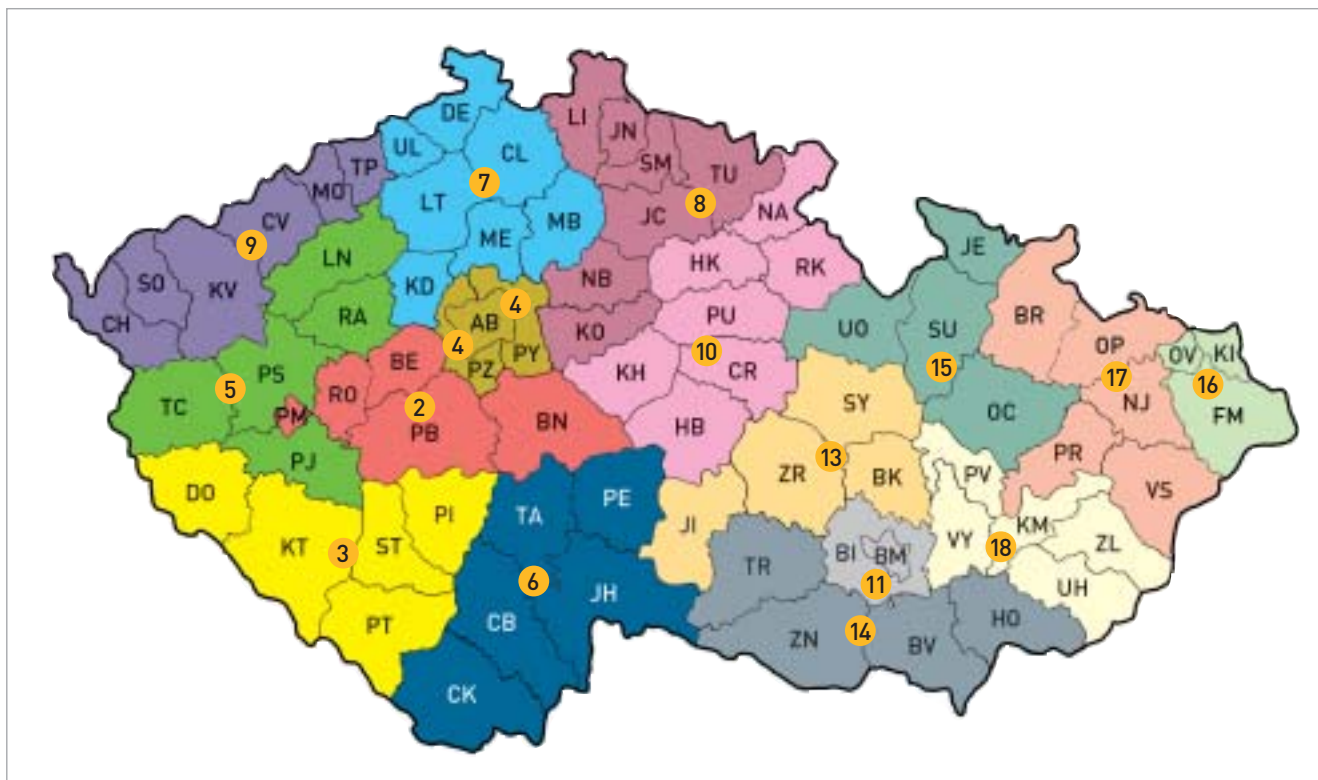 DE
LI
JN
UL
CL
SM
TU
TP
MO
7
LT
MB
JC
8
NA
CV
ME
9
LN
HK
RK
JE
SO
KV
KD
NB
CH
RA
AB
4
PU
UO
SU
BR
OP
KO
OV
KI
4
PY
10
BE
PZ
KH
CR
15
17
16
PS
5
RO
2
SY
NJ
TC
PM
PB
BN
HB
OC
FM
PJ
13
PR
DO
ZR
BK
PV
VS
PI
TA
PE
JI
KM
KT
3
ST
VY
18
ZL
BI
BM
TR
6
JH
11
UH
PT
CB
ZN
14
BV
HO
CK